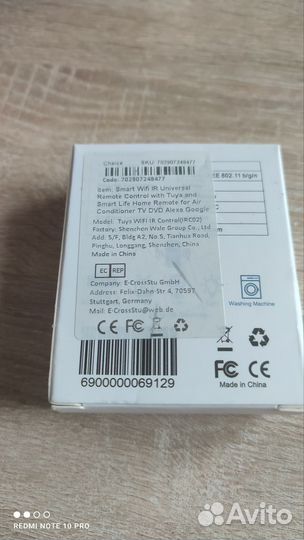 Choice SKU: 702907248477
Code: 702907248477
Item: Smart Wifi IR Universal
Remote Control with Tuya and
Smart Life Home Remote for Air
Conditioner TV DVD Alexa Google
Model: Tuya WIFI IR Control(IRC02)
Factory: Shenzhen Wale Group Co., Ltd
Add: 5/F, Bldg A2, No.5, Tianhua Road,
Pinghu, Longgang, Shenzhen, China
Made In China
EC REP
E-CrossStu GmbH
Address: Felix-Dahn-Str.4, 70597
Stuttgart, Germany
Mail: E-CrossStu@web.de
CE FC
EE 802.11 b/g/n
Washing Machine
6900000069129
FC CE
Made in China
REDMI NOTE 10 PRO
Avito